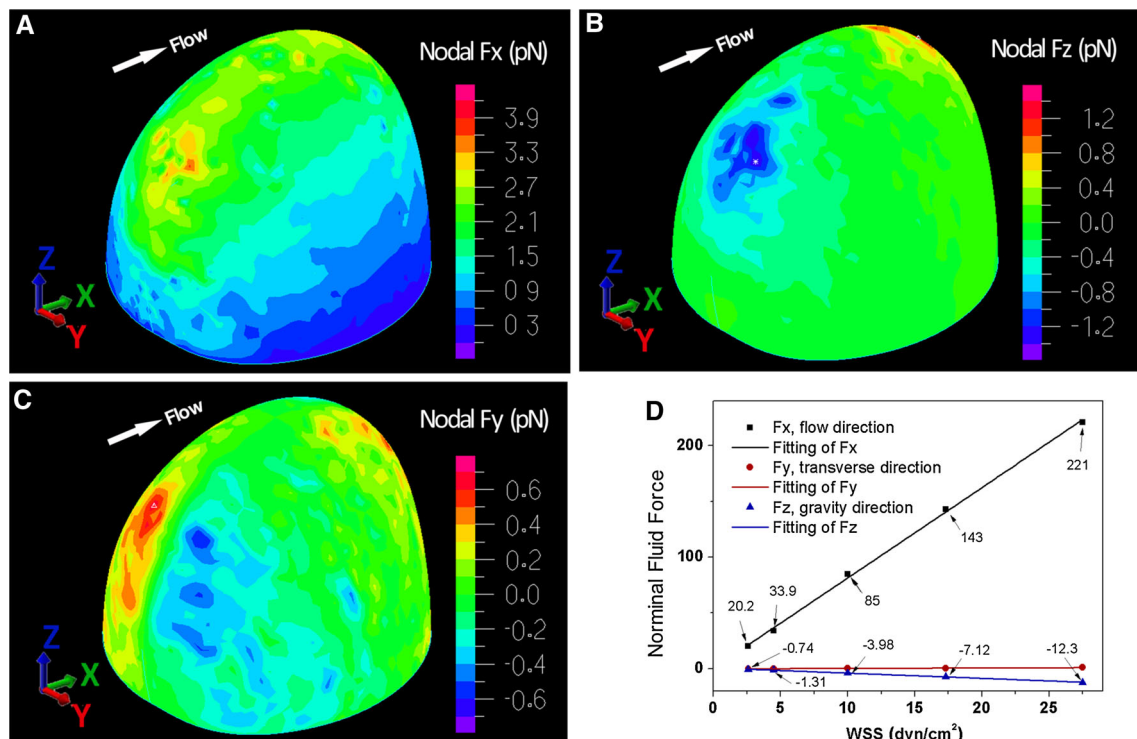 A
Flow
Nodal Fx (pN)
3.9
3.3
2.7
2.1
1.5
0 9
0 3
Z
X
Y
B
Flow
Nodal Fz (pN)
1.2
0.8
0.4
0.0
-0.4
-0.8
-1.2
Z
X
Y
C
Flow
Nodal Fy (pN)
0.6
0.4
0.2
0.0
-0.2
-0.4
-0.6
Z
X
Y
D
Norminal Fluid Force
200
100
0
Fx, flow direction
Fitting of Fx
Fy, transverse direction
Fitting of Fy
Fz, gravity direction
Fitting of Fz
221
143
85
33.9
20.2
-0.74
-1.31
-3.98
-7.12
-12.3
0 5 10 15 20 25
WSS (dyn/cm²)